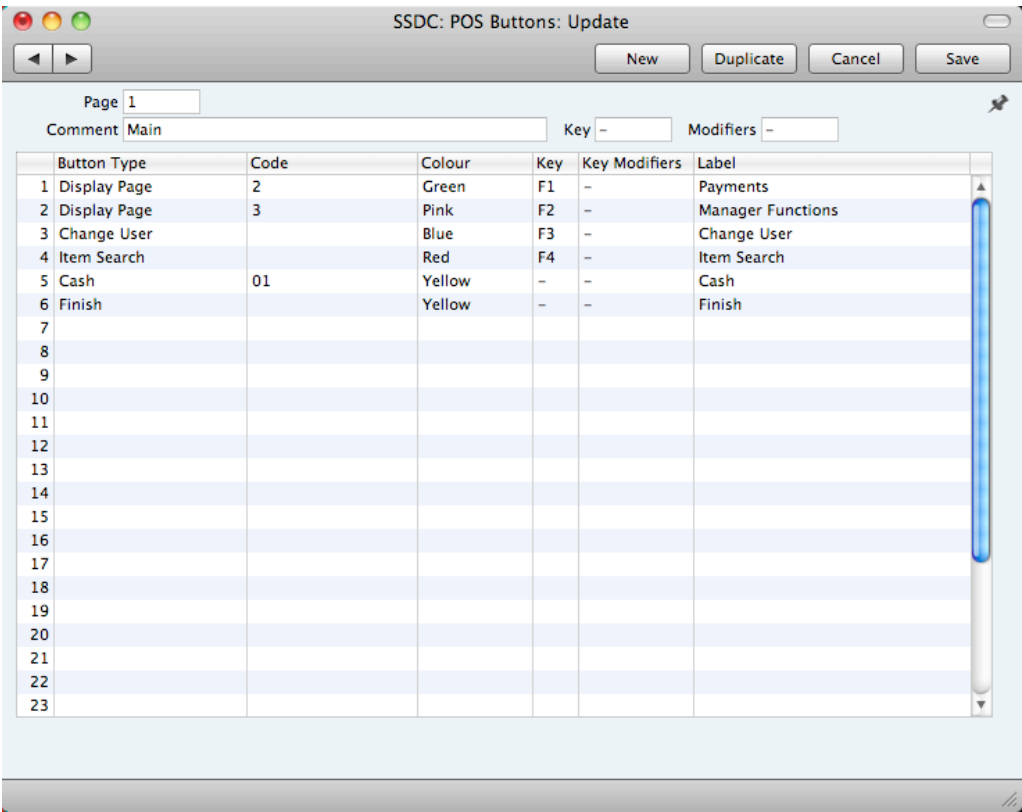 SSDC: POS Buttons: Update
New Duplicate Cancel Save
Page 1
Comment Main Key – Modifiers –
Button Type Code Colour Key Key Modifiers Label
1 Display Page 2 Green F1 – Payments
2 Display Page 3 Pink F2 – Manager Functions
3 Change User Blue F3 – Change User
4 Item Search Red F4 – Item Search
5 Cash 01 Yellow – – Cash
6 Finish Yellow – – Finish
7
8
9
10
11
12
13
14
15
16
17
18
19
20
21
22
23